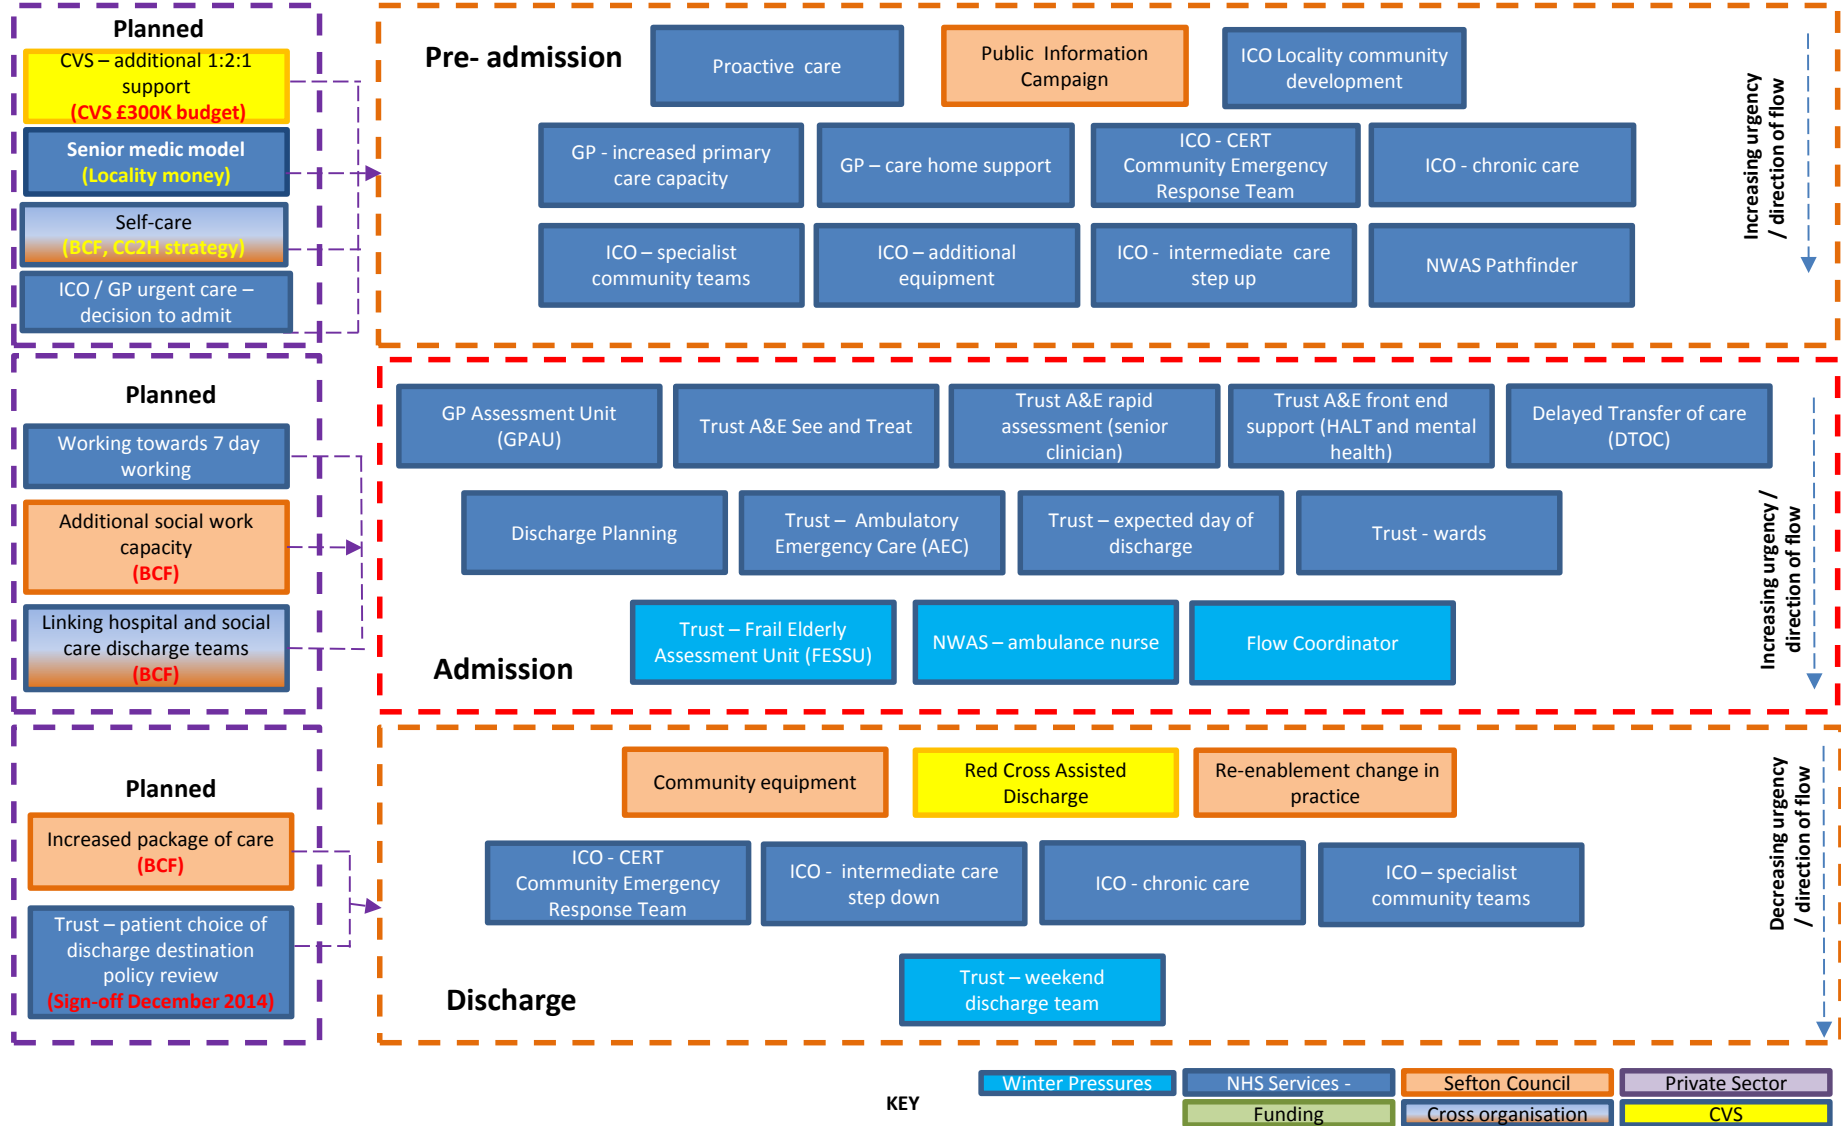 Planned
CVS – additional 1:2:1
support
(CVS £300K budget)
Senior medic model
(Locality money)
Self-care
(BCF, CC2H strategy)
ICO / GP urgent care –
decision to admit
Pre- admission
Proactive care
Public Information
Campaign
ICO Locality community
development
GP - increased primary
care capacity
GP – care home support
ICO - CERT
Community Emergency
Response Team
ICO - chronic care
ICO – specialist
community teams
ICO – additional
equipment
ICO - intermediate care
step up
NWAS Pathfinder
Increasing urgency
/ direction of flow
Planned
Working towards 7 day
working
Additional social work
capacity
(BCF)
Linking hospital and social
care discharge teams
(BCF)
GP Assessment Unit
(GPAU)
Trust A&E See and Treat
Trust A&E rapid
assessment (senior
clinician)
Trust A&E front end
support (HALT and mental
health)
Delayed Transfer of care
(DTOC)
Discharge Planning
Trust – Ambulatory
Emergency Care (AEC)
Trust – expected day of
discharge
Trust - wards
Trust – Frail Elderly
Assessment Unit (FESSU)
NWAS – ambulance nurse
Flow Coordinator
Admission
Increasing urgency /
direction of flow
Planned
Increased package of care
(BCF)
Trust – patient choice of
discharge destination
policy review
(Sign-off December 2014)
Community equipment
Red Cross Assisted
Discharge
Re-enablement change in
practice
ICO - CERT
Community Emergency
Response Team
ICO - intermediate care
step down
ICO - chronic care
ICO – specialist
community teams
Trust – weekend
discharge team
Discharge
Decreasing urgency
/ direction of flow
KEY
Winter Pressures
NHS Services -
Sefton Council
Private Sector
Funding
Cross organisation
CVS